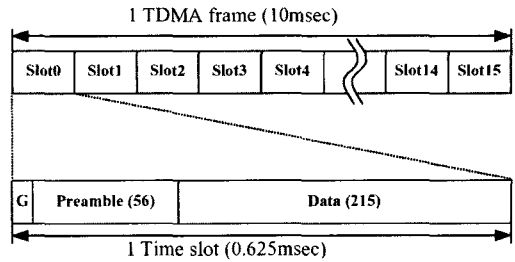 1 TDMA frame (10msec)
Slot0 Slot1 Slot2 Slot3 Slot4 Slot14 Slot15
G Preamble (56) Data (215)
1 Time slot (0.625msec)